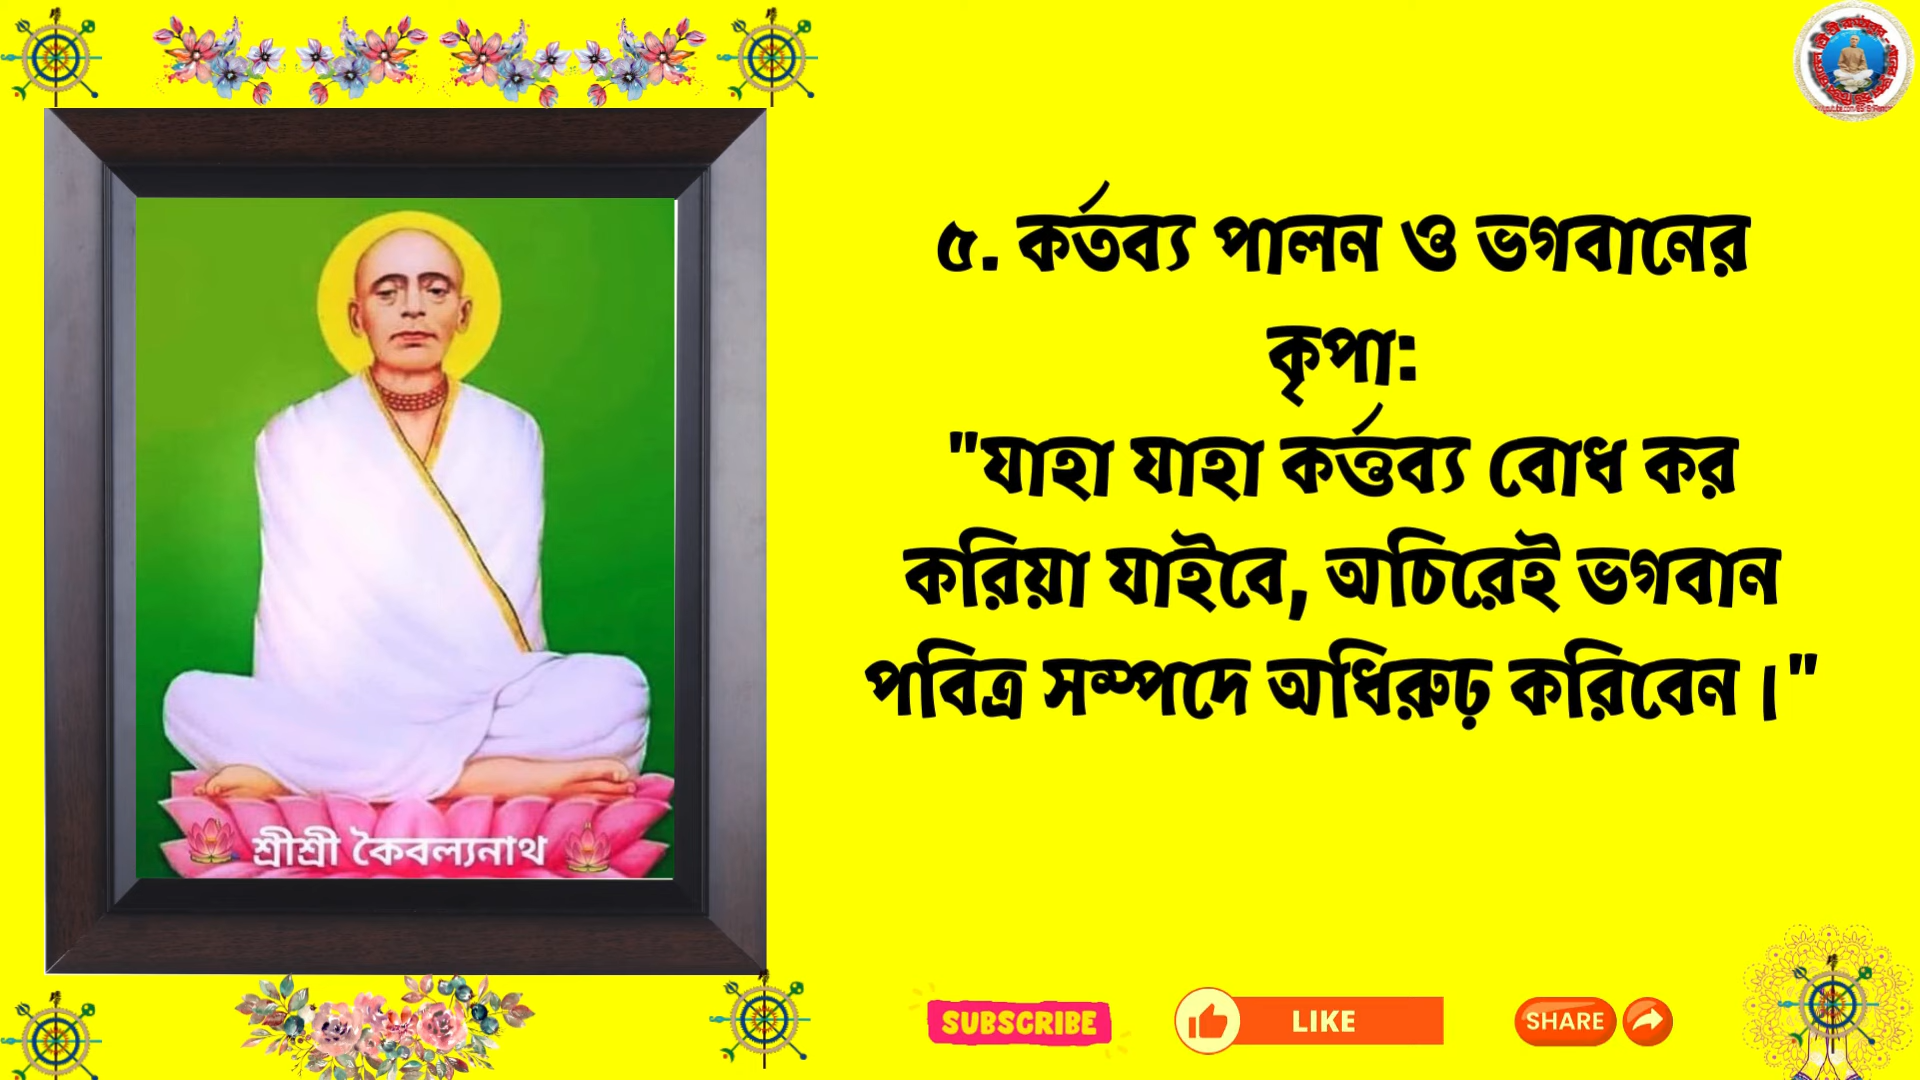 ৫. কর্তব্য পালন ও ভগবানের
কৃপা:
"যাহা যাহা কর্ত্তব্য বোধ কর
করিয়া যাইবে, অচিরেই ভগবান
পবিত্র সম্পদে অধিরুঢ় করিবেন।"
শ্রীশ্রী কৈবল্যনাথ
SUBSCRIBE
LIKE
SHARE